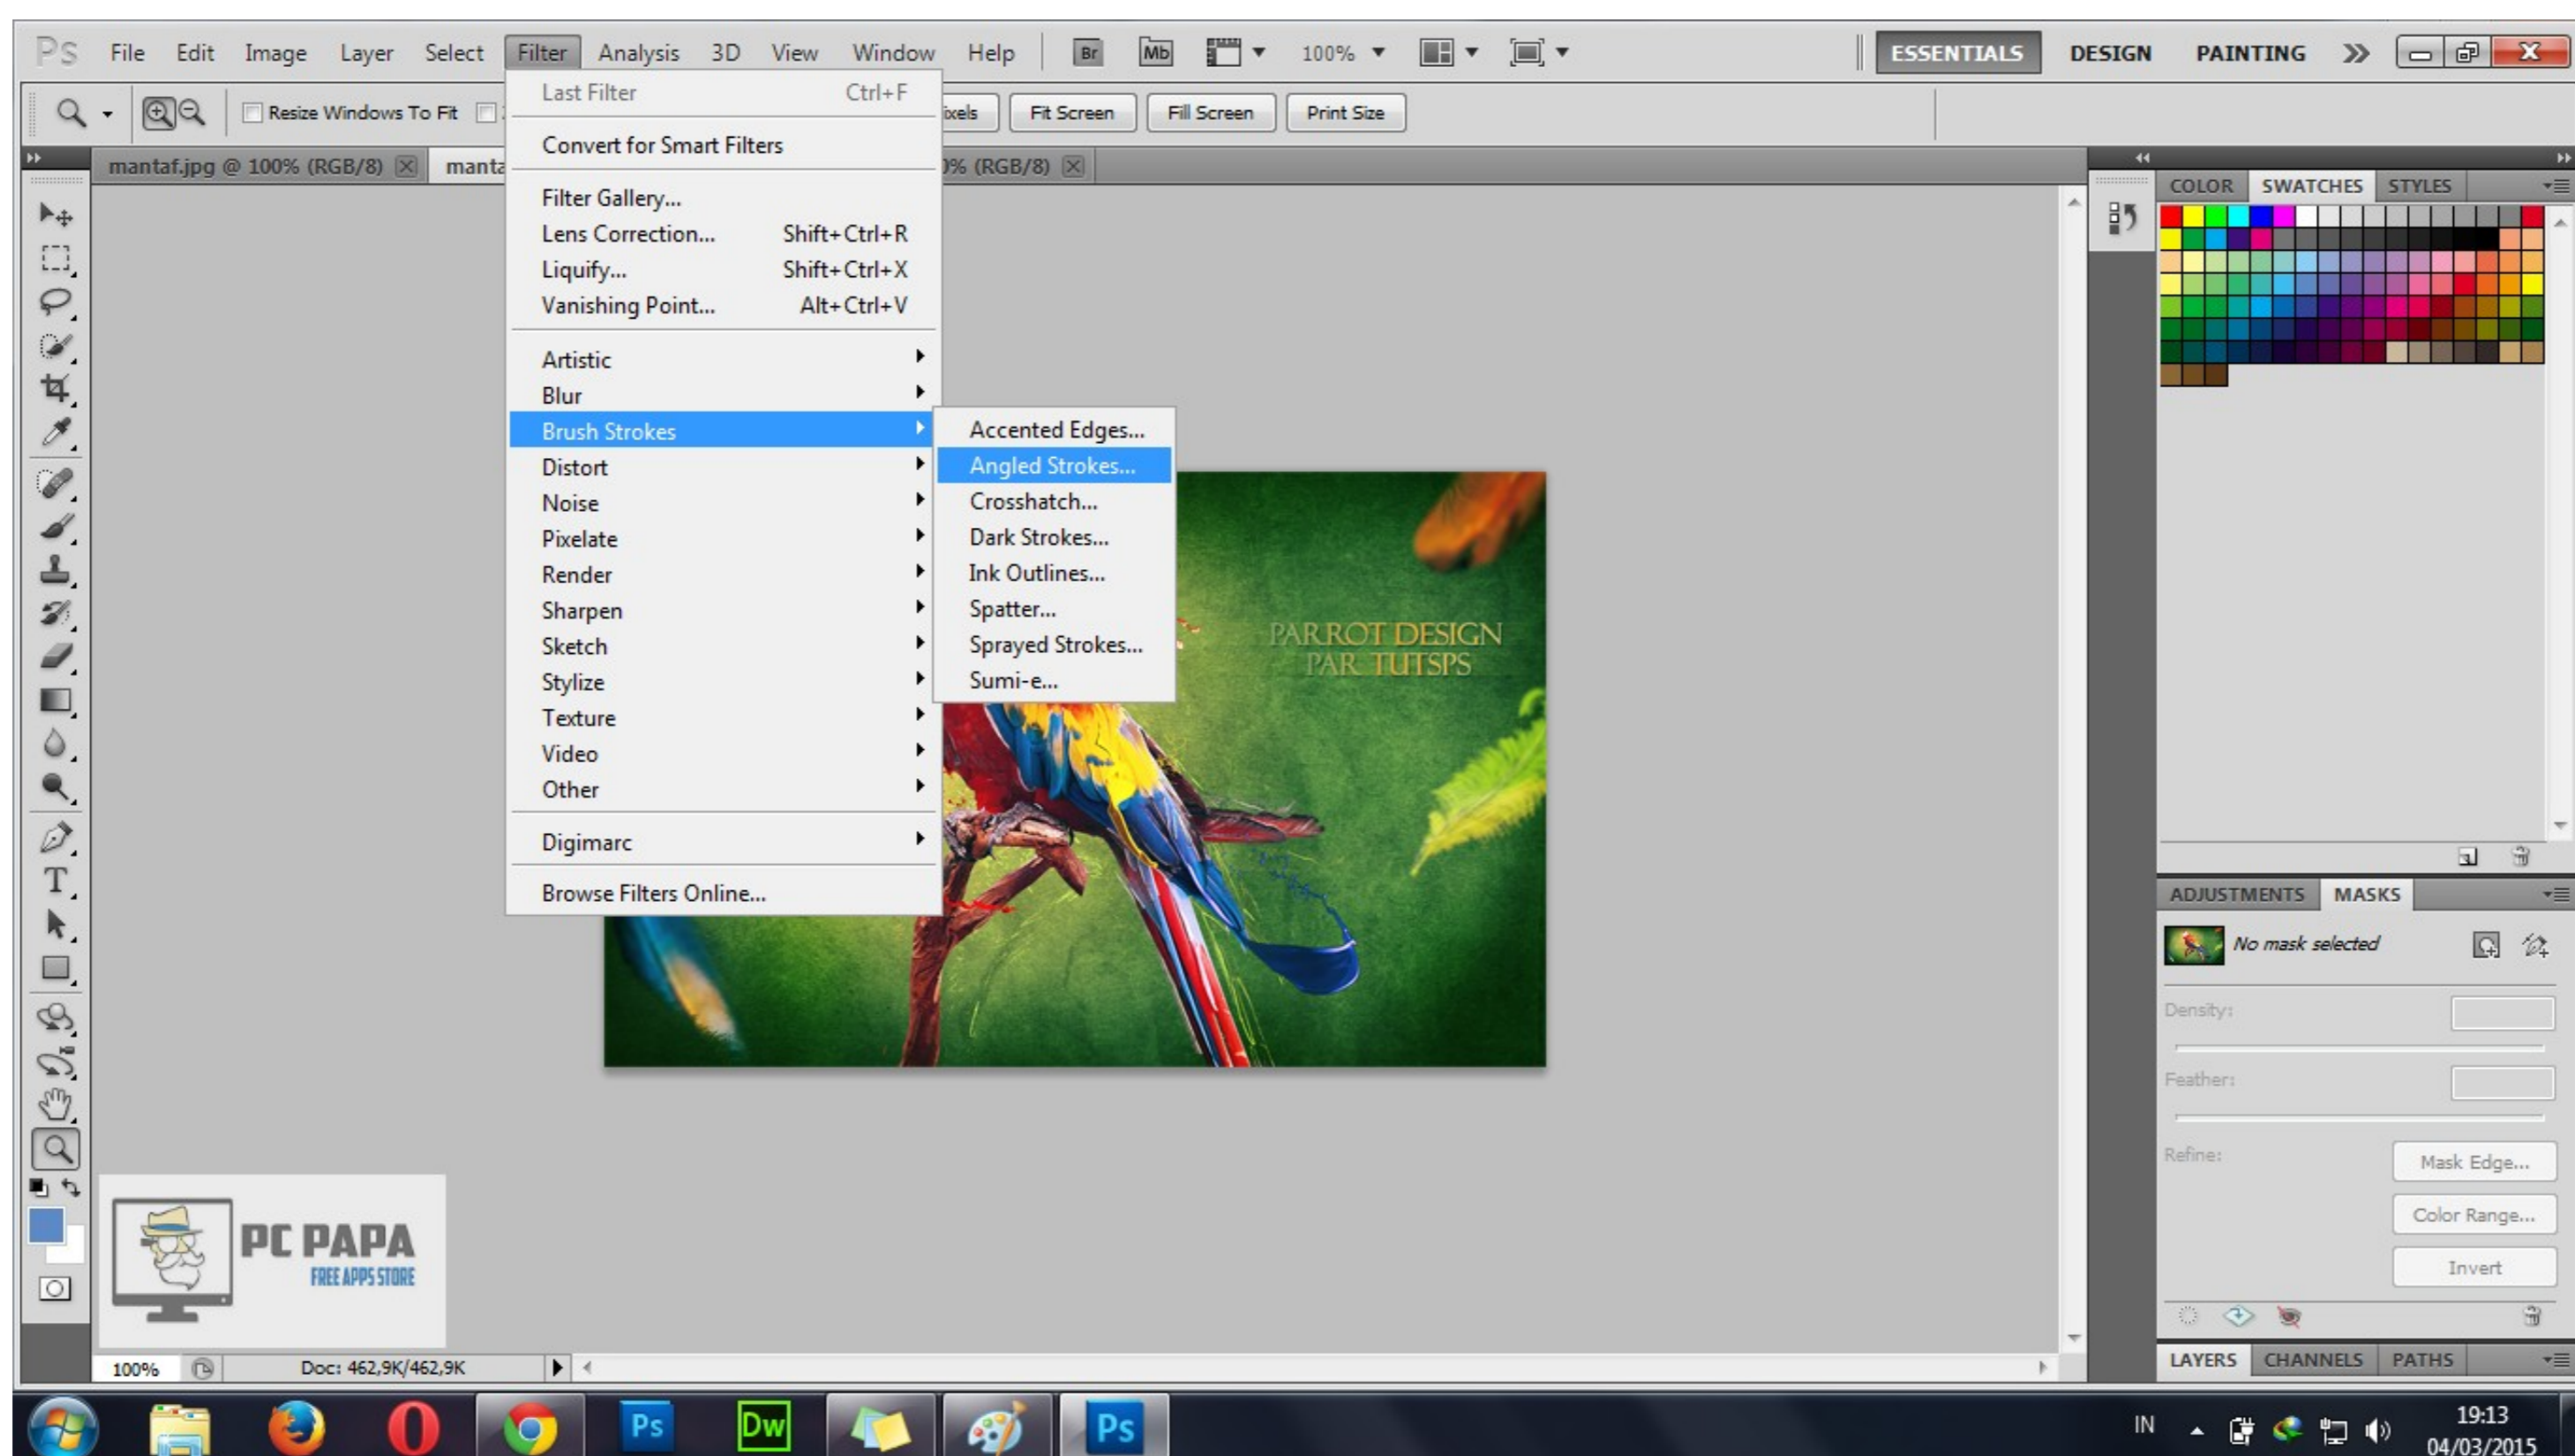 Ps File Edit Image Layer Select Filter Analysis 3D View Window Help Br Mb 100% ESSENTIALS DESIGN PAINTING
Resize Windows To Fit Fit Screen Fill Screen Print Size
mantaf.jpg @ 100% (RGB/8) (RGB/8)
Last Filter Ctrl+F
Convert for Smart Filters
Filter Gallery...
Lens Correction... Shift+Ctrl+R
Liquify... Shift+Ctrl+X
Vanishing Point... Alt+Ctrl+V
Artistic
Blur
Brush Strokes
Distort
Noise
Pixelate
Render
Sharpen
Sketch
Stylize
Texture
Video
Other
Digimarc
Browse Filters Online...
Accented Edges...
Angled Strokes...
Crosshatch...
Dark Strokes...
Ink Outlines...
Spatter...
Sprayed Strokes...
Sumi-e...
PARROT DESIGN
PAR TUTSPS
COLOR SWATCHES STYLES
ADJUSTMENTS MASKS
No mask selected
Density:
Feather:
Refine:
Mask Edge...
Color Range...
Invert
LAYERS CHANNELS PATHS
PC PAPA
FREE APPS STORE
100% Doc: 462,9K/462,9K
Ps Dw Ps IN 19:13
04/03/2015